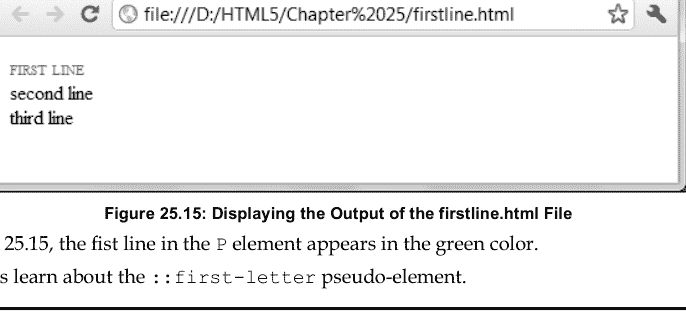 file:///D:/HTML5/Chapter%2025/firstline.html
FIRST LINE
second line
third line
Figure 25.15: Displaying the Output of the firstline.html File
25.15, the fist line in the P element appears in the green color.
s learn about the ::first-letter pseudo-element.